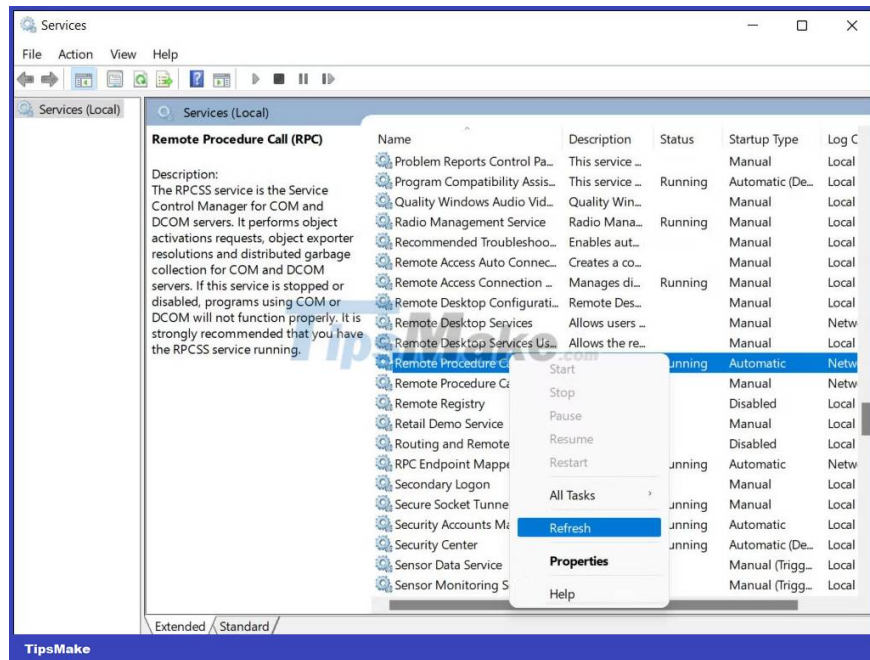 Services
File Action View Help
Services (Local)
Services (Local)
Remote Procedure Call (RPC)
Description:
The RPCSS service is the Service
Control Manager for COM and
DCOM servers. It performs object
activations requests, object exporter
resolutions and distributed garbage
collection for COM and DCOM
servers. If this service is stopped or
disabled, programs using COM or
DCOM will not function properly. It is
strongly recommended that you have
the RPCSS service running.
Name Description Status Startup Type Log C
Problem Reports Control Pa... This service ... Manual Local
Program Compatibility Assis... This service ... Running Automatic (De... Local
Quality Windows Audio Vid... Quality Win... Manual Local
Radio Management Service Radio Mana... Running Manual Local
Recommended Troubleshoo... Enables aut... Manual Local
Remote Access Auto Connec... Creates a co... Manual Local
Remote Access Connection ... Manages di... Running Manual Local
Remote Desktop Configurati... Remote Des... Manual Local
Remote Desktop Services Allows users ... Manual Netw
Remote Desktop Services Us... Allows the re... Manual Local
Remote Procedure C unning Automatic Netw
Remote Procedure Ca Manual Netw
Remote Registry Disabled Local
Retail Demo Service Manual Local
Routing and Remote Disabled Local
RPC Endpoint Mappe unning Automatic Netw
Secondary Logon Manual Local
Secure Socket Tunne unning Manual Local
Security Accounts Ma unning Automatic Local
Security Center unning Automatic (De... Local
Sensor Data Service Manual (Trigg... Local
Sensor Monitoring S Manual (Trigg... Local
Start
Stop
Pause
Resume
Restart
All Tasks
Refresh
Properties
Help
TipsMake.com
Extended Standard
TipsMake